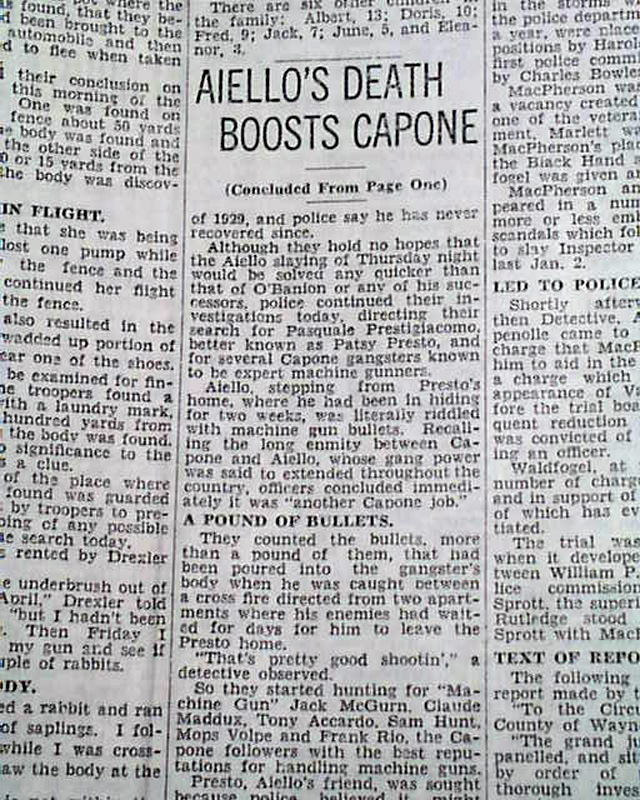 s found, that they be-
d been brought to the
automobile and then
d to flee when taken
their conclusion on
this morning of the
One was found on
fence about 50 yards
e body was found and
the other side of the
0 or 15 yards from the
the body was discov-
IN FLIGHT.
e that she was being
lost one pump while
the fence and the
continued her flight
the fence.
also resulted in the
wadded up portion of
ear one of the shoes.
be examined for fin-
he troopers found a
with a laundry mark,
hundred yards from
the body was found.
o significance to the
s a clue.
of the place where
found was guarded
by troopers to pre-
ping of any possible
e search today.
s rented by Drexler
e underbrush out of
April," Drexler told
"but I hadn't been
Then Friday I
my gun and see if
uple of rabbits.
DY.
ed a rabbit and ran
of saplings. I fol-
while I was cross-
saw the body at the
There are six other children in
the family: Albert, 13; Doris, 10;
Fred, 9; Jack, 7; June, 5, and Elea-
nor, 3.
AIELLO'S DEATH
BOOSTS CAPONE
(Concluded From Page One)
of 1929, and police say he has never
recovered since.
Although they hold no hopes that
the Aiello slaying of Thursday night
would be solved any quicker than
that of O'Banion or any of his suc-
cessors, police continued their in-
vestigations today, directing their
search for Pasquale Prestigiacomo,
better known as Patsy Presto, and
for several Capone gangsters known
to be expert machine gunners.
Aiello, stepping from Presto's
home, where he had been in hiding
for two weeks, was literally riddled
with machine gun bullets. Recall-
ing the long enmity between Ca-
pone and Aiello, whose gang power
was said to extended throughout the
country, officers concluded immedi-
ately it was "another Capone job."
A POUND OF BULLETS.
They counted the bullets, more
than a pound of them, that had
been poured into the gangster's
body when he was caught between
a cross fire directed from two apart-
ments where his enemies had wait-
ed for days for him to leave the
Presto home.
"That's pretty good shootin'," a
detective observed.
So they started hunting for "Ma-
chine Gun" Jack McGurn, Claude
Maddux, Tony Accardo, Sam Hunt,
Mops Volpe and Frank Rio, the Ca-
pone followers with the best repu-
tations for handling machine guns.
Presto, Aiello's friend, was sought
because police believed it might
in the storms w
the police departm
a year, were place
positions by Harol
first police comm
by Charles Bowle
MacPherson wa
a vacancy created
one of the vetera
ment, Marlett w
MacPherson's plac
the Black Hand
fogel was given a
MacPherson an
peared in a num
more or less ent
scandals which fol
to slay Inspector
last Jan. 2.
LED TO POLICE
Shortly after
then Detective, A
penolle came to
charge that MacP
him to aid in the
a charge which
appearance of Va
fore the trial boa
quent reduction
was convicted of
ing an officer.
Waldfogel, at
number of charge
and in support of
of which has ev
tiated.
The trial was
when it develope
tween William P.
lice commission
Sprott, the super
Rutledge stood
Sprott with MacP
TEXT OF REPO
The following
report made by t
"To the Circ
County of Wayn
"The grand ju
panelled, and sit
by order of
thorough inves